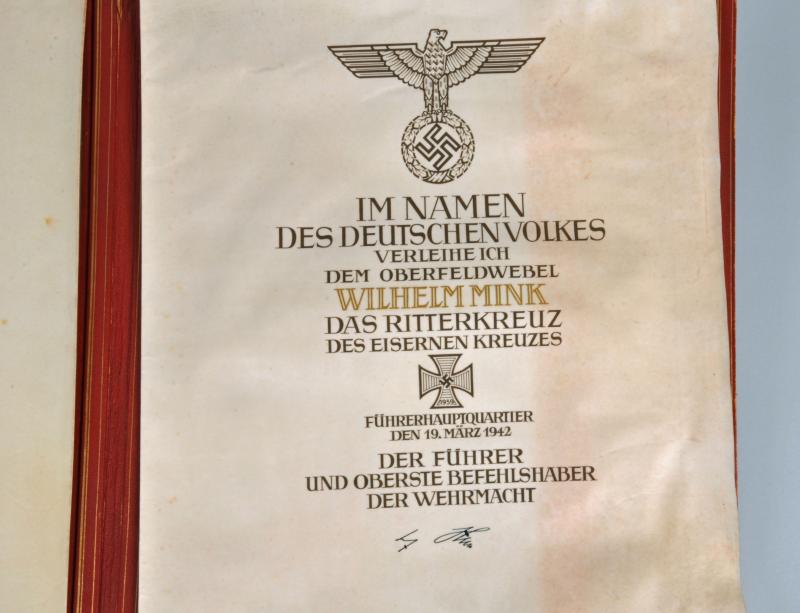 IM NAMEN
DES DEUTSCHEN VOLKES
VERLEIHE ICH
DEM OBERFELDWEBEL
WILHELM MINK
DAS RITTERKREUZ
DES EISERNEN KREUZES
1939
FÜHRERHAUPTQUARTIER
DEN 19. MÄRZ 1942
DER FÜHRER
UND OBERSTE BEFEHLSHABER
DER WEHRMACHT